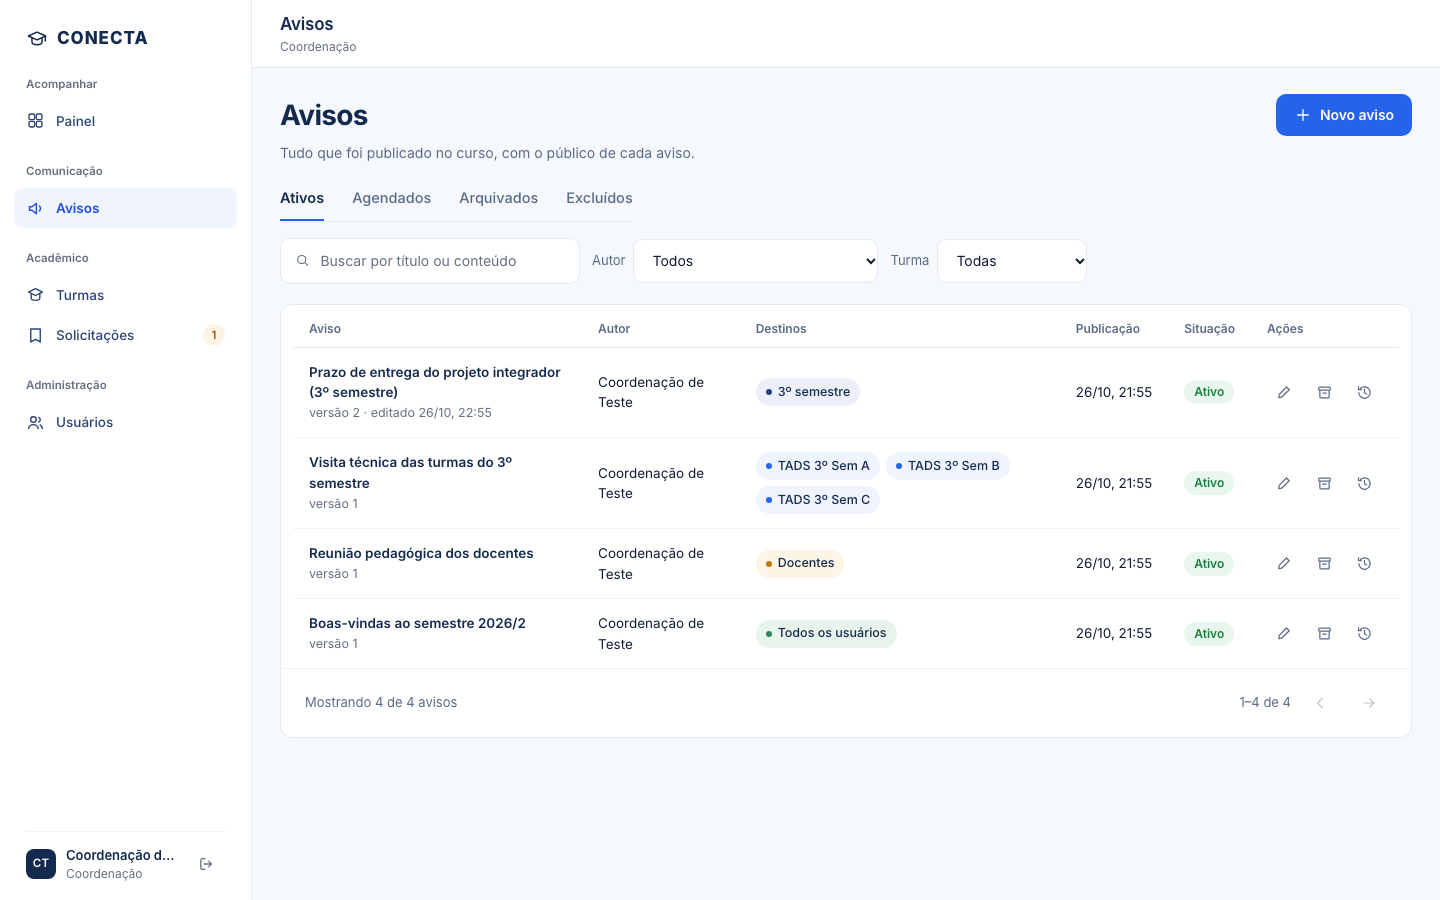 CONECTA
Acompanhar
Painel
Comunicação
Avisos
Acadêmico
Turmas
Solicitações 1
Administração
Usuários
CT
Coordenação d...
Coordenação
Avisos
Coordenação
Avisos
Novo aviso
Tudo que foi publicado no curso, com o público de cada aviso.
Ativos Agendados Arquivados Excluídos
Buscar por título ou conteúdo Autor Todos Turma Todas
Aviso Autor Destinos Publicação Situação Ações
Prazo de entrega do projeto integrador
(3º semestre)
versão 2 · editado 26/10, 22:55
Coordenação de
Teste
3º semestre
26/10, 21:55
Ativo
Visita técnica das turmas do 3º
semestre
versão 1
Coordenação de
Teste
TADS 3º Sem A TADS 3º Sem B
TADS 3º Sem C
26/10, 21:55
Ativo
Reunião pedagógica dos docentes
versão 1
Coordenação de
Teste
Docentes
26/10, 21:55
Ativo
Boas-vindas ao semestre 2026/2
versão 1
Coordenação de
Teste
Todos os usuários
26/10, 21:55
Ativo
Mostrando 4 de 4 avisos
1–4 de 4